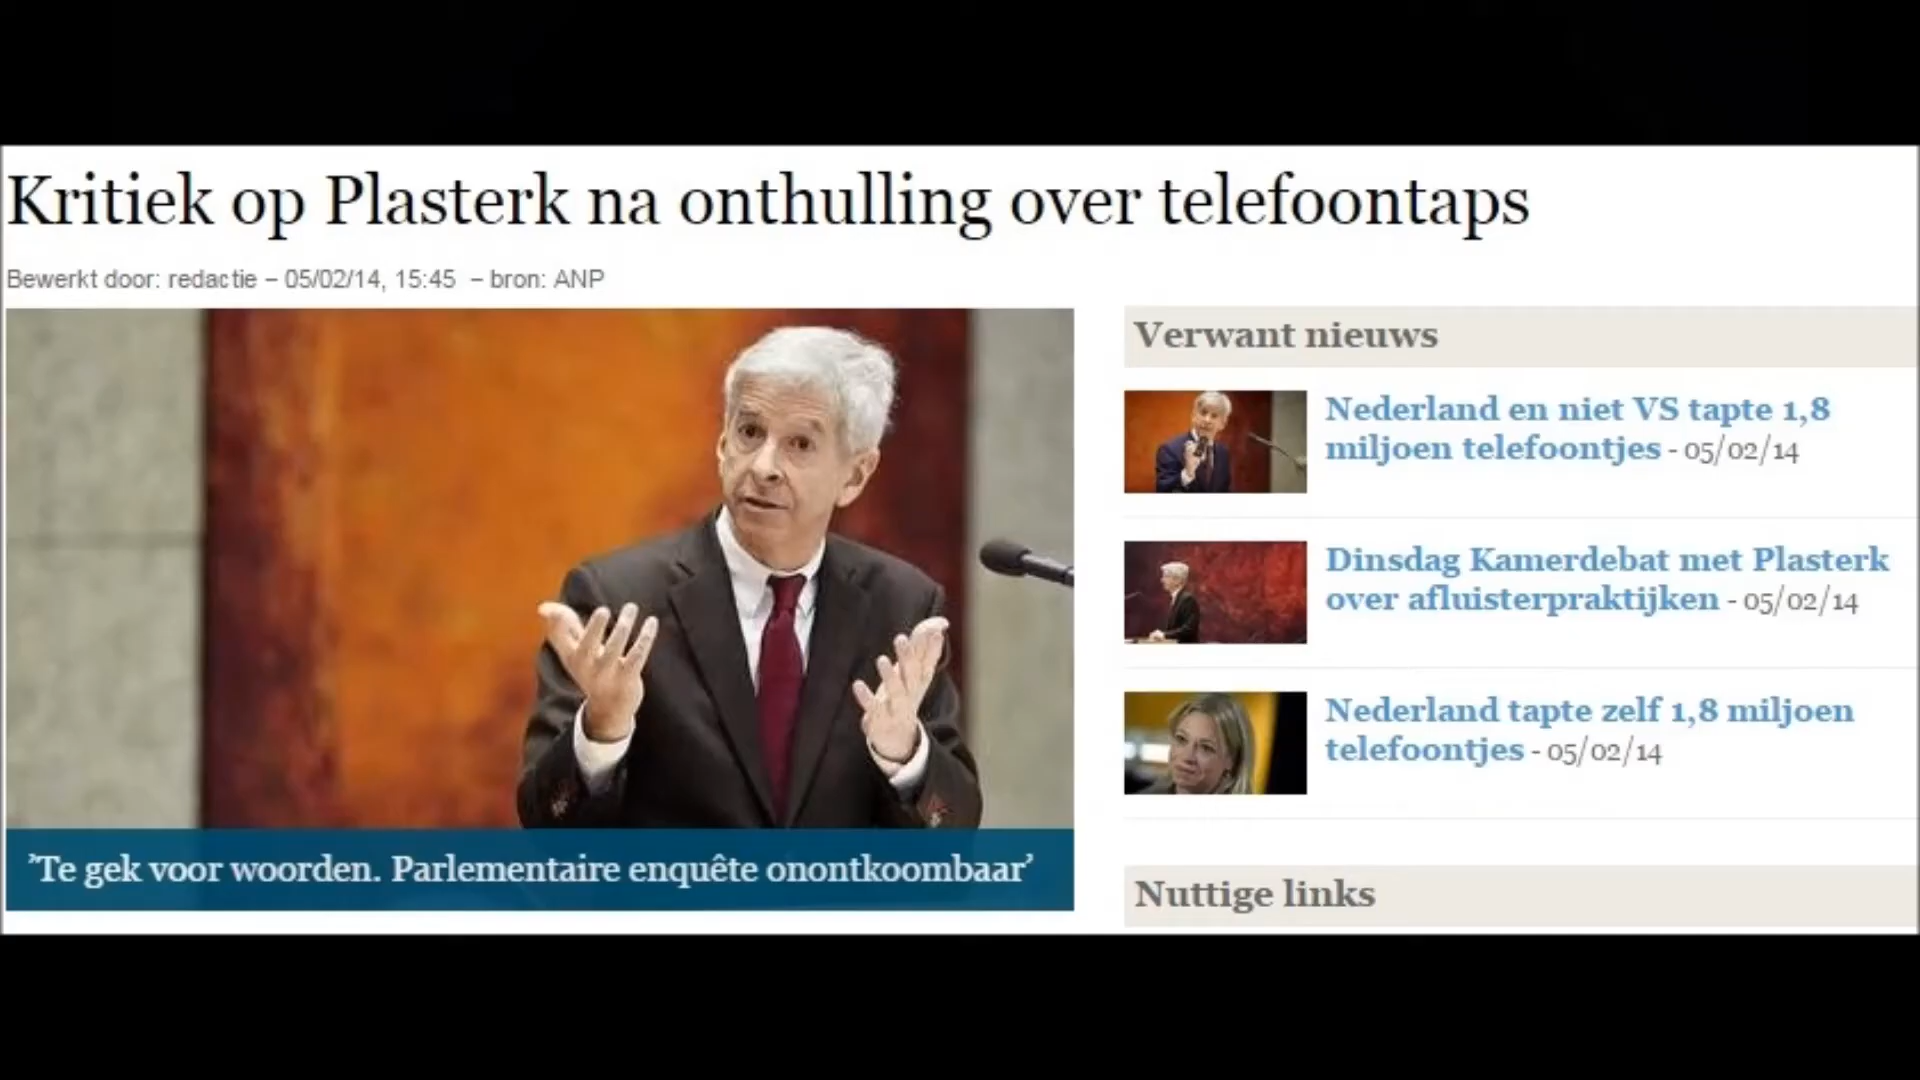 Kritiek op Plasterk na onthulling over telefoontaps
Bewerkt door: redactie – 05/02/14, 15:45 – bron: ANP
’Te gek voor woorden. Parlementaire enquête onontkoombaar’
Verwant nieuws
Nederland en niet VS tapte 1,8
miljoen telefoontjes - 05/02/14
Dinsdag Kamerdebat met Plasterk
over afluisterpraktijken - 05/02/14
Nederland tapte zelf 1,8 miljoen
telefoontjes - 05/02/14
Nuttige links